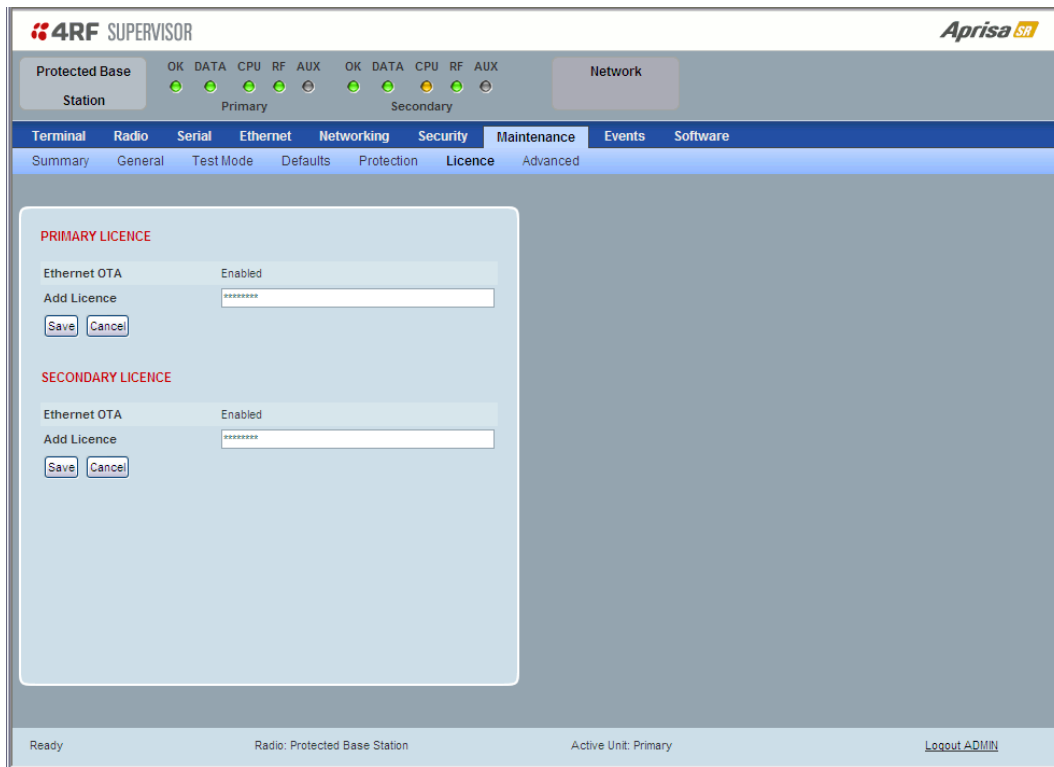 4RF SUPERVISOR
Aprisa SR
Protected Base Station
OK DATA CPU RF AUX
Primary
OK DATA CPU RF AUX
Secondary
Network
Terminal Radio Serial Ethernet Networking Security Maintenance Events Software
Summary General Test Mode Defaults Protection Licence Advanced
PRIMARY LICENCE
Ethernet OTA Enabled
Add Licence ********
Save Cancel
SECONDARY LICENCE
Ethernet OTA Enabled
Add Licence ********
Save Cancel
Ready Radio: Protected Base Station Active Unit: Primary Logout ADMIN